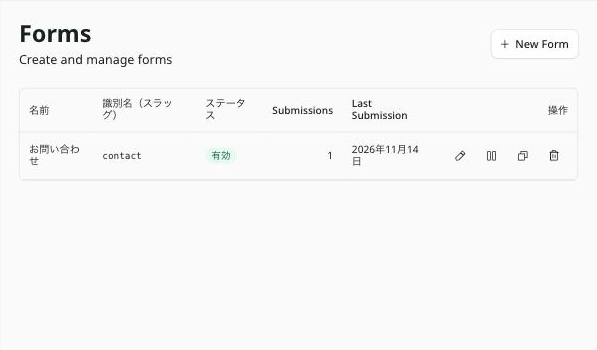 Forms
Create and manage forms
New Form
名前
識別名（スラッ
グ）
ステータ
ス
Submissions
Last
Submission
操作
お問い合わ
せ
contact
有効
1
2026年11月14
日